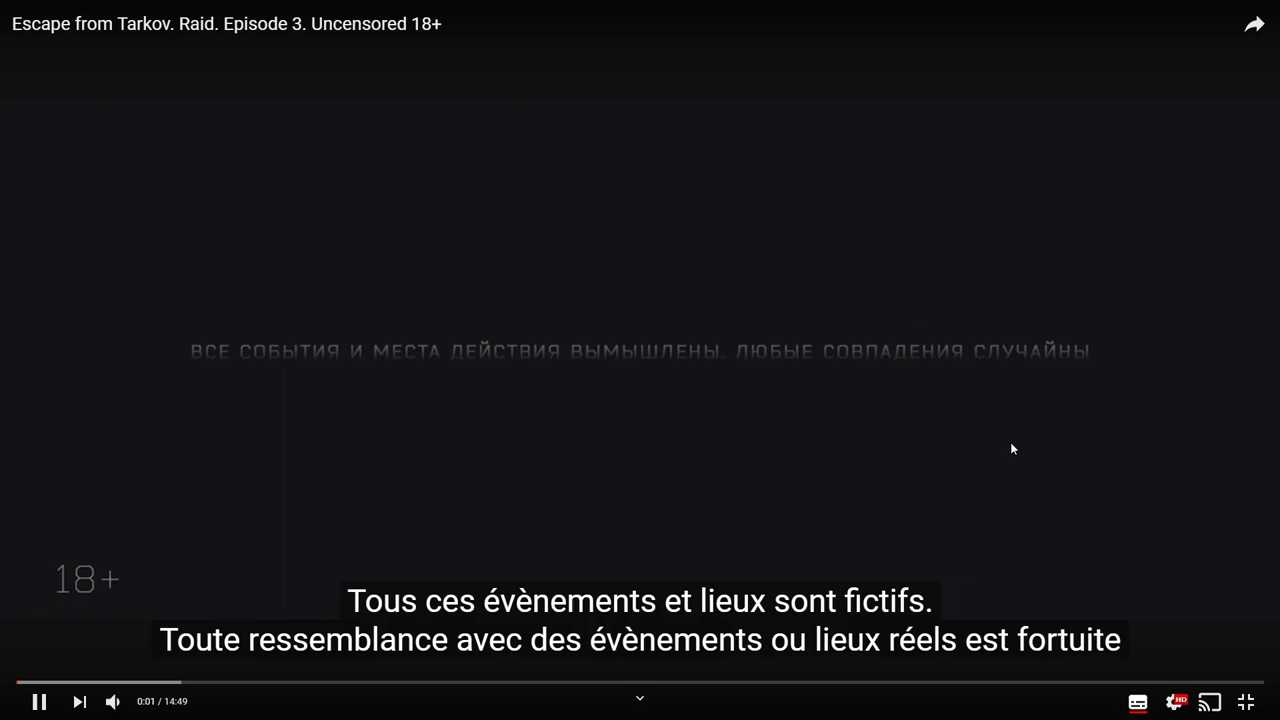 Escape from Tarkov. Raid. Episode 3. Uncensored 18+
ВСЕ СОБЫТИЯ И МЕСТА ДЕЙСТВИЯ ВЫМЫШЛЕНЫ. ЛЮБЫЕ СОВПАДЕНИЯ СЛУЧАЙНЫ
18+
Tous ces évènements et lieux sont fictifs.
Toute ressemblance avec des évènements ou lieux réels est fortuite
0:01 / 14:49
HD